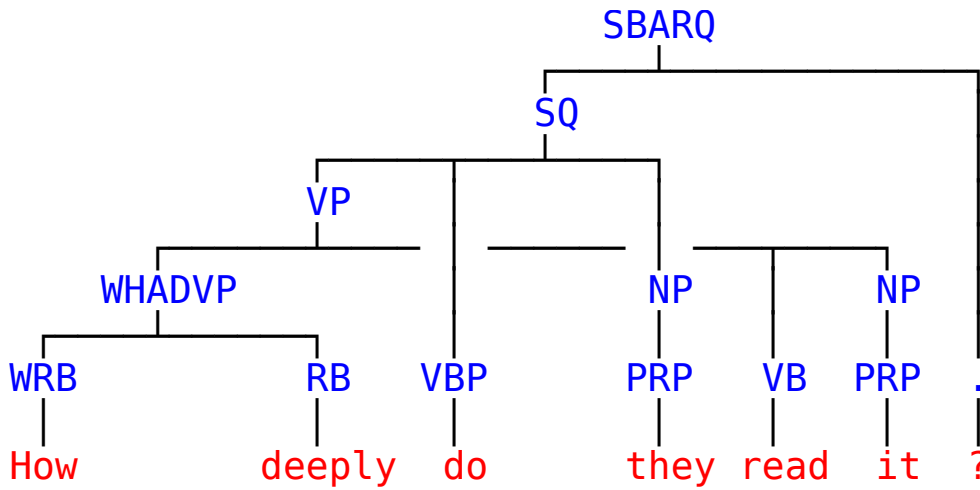 SBARQ
SQ
VP
WHADVP NP NP
WRB RB VBP PRP VB PRP .
How deeply do they read it ?